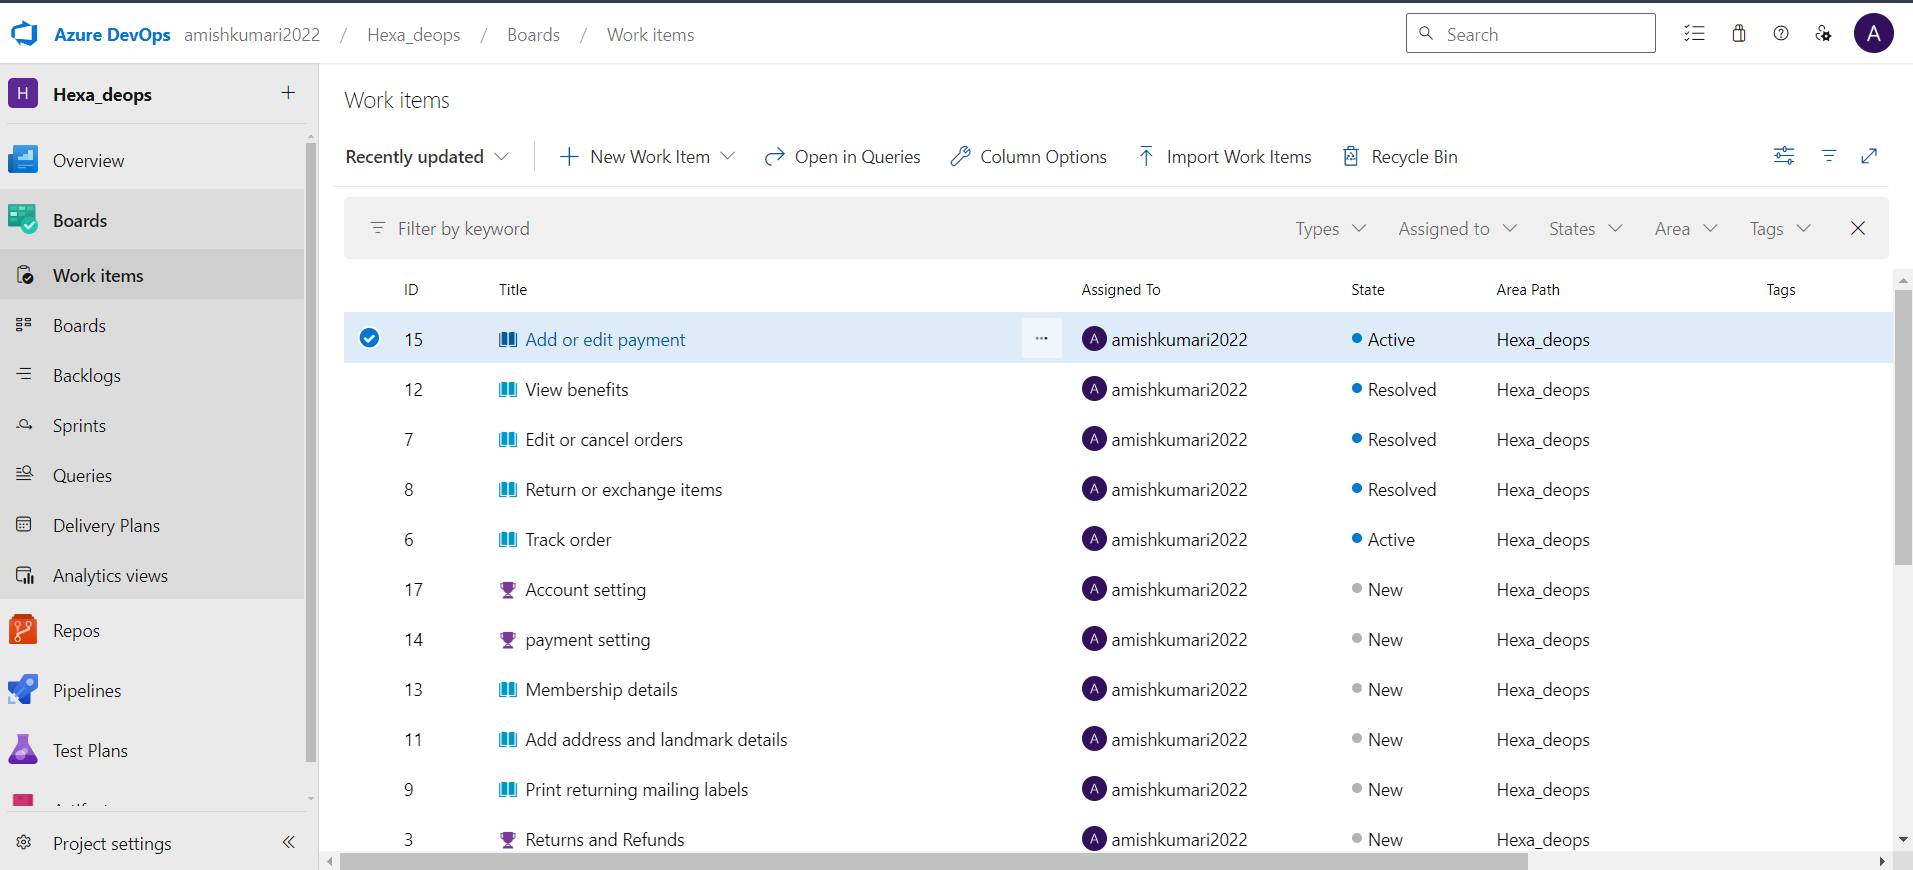 Azure DevOps amishkumari2022 / Hexa_deops / Boards / Work items Search A
H Hexa_deops +
Overview
Boards
Work items
Boards
Backlogs
Sprints
Queries
Delivery Plans
Analytics views
Repos
Pipelines
Test Plans
Project settings
Work items
Recently updated New Work Item Open in Queries Column Options Import Work Items Recycle Bin
Filter by keyword Types Assigned to States Area Tags
ID Title Assigned To State Area Path Tags
15 Add or edit payment ... A amishkumari2022 Active Hexa_deops
12 View benefits A amishkumari2022 Resolved Hexa_deops
7 Edit or cancel orders A amishkumari2022 Resolved Hexa_deops
8 Return or exchange items A amishkumari2022 Resolved Hexa_deops
6 Track order A amishkumari2022 Active Hexa_deops
17 Account setting A amishkumari2022 New Hexa_deops
14 payment setting A amishkumari2022 New Hexa_deops
13 Membership details A amishkumari2022 New Hexa_deops
11 Add address and landmark details A amishkumari2022 New Hexa_deops
9 Print returning mailing labels A amishkumari2022 New Hexa_deops
3 Returns and Refunds A amishkumari2022 New Hexa_deops